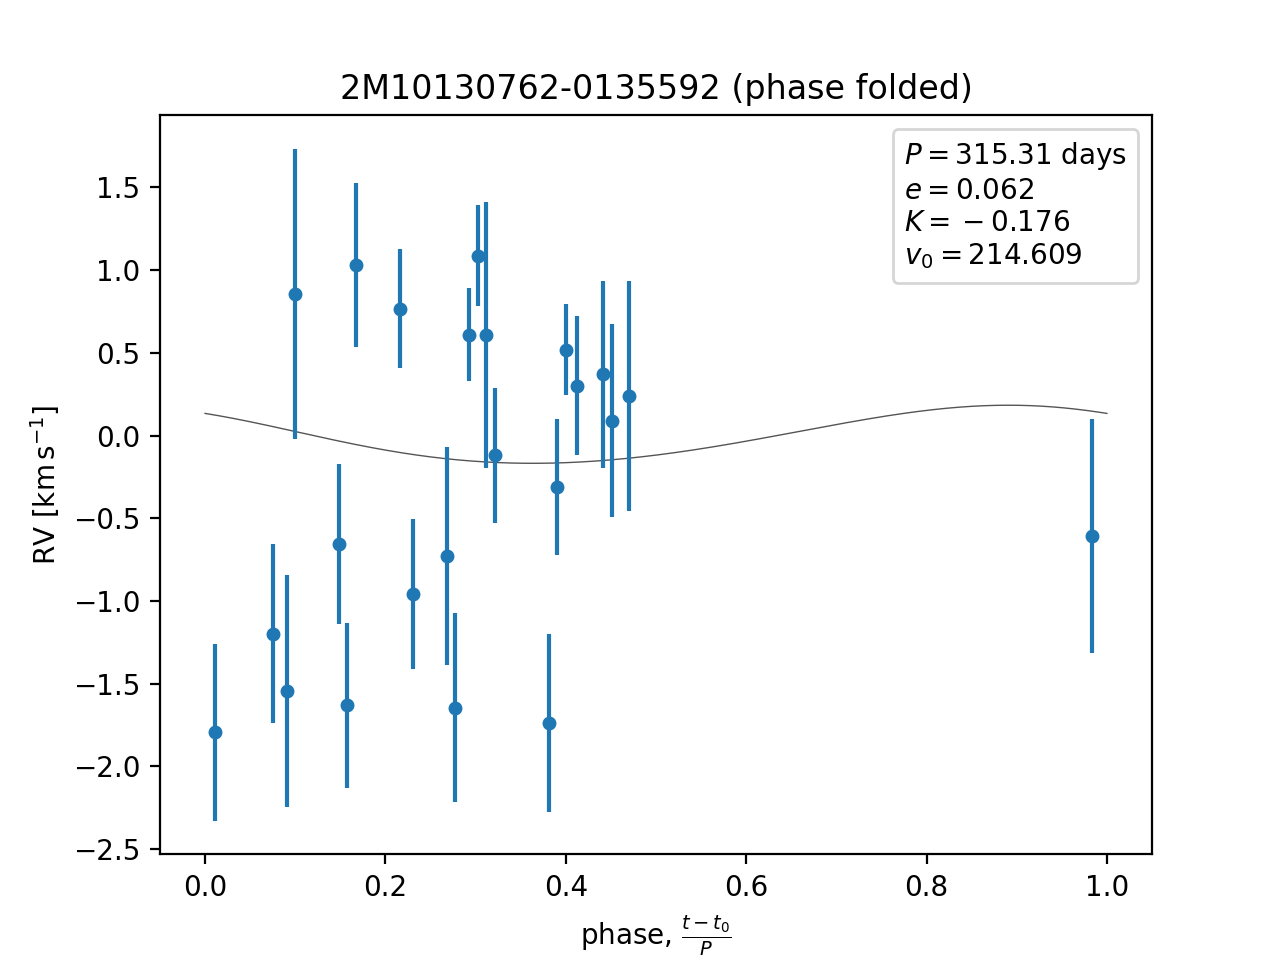 2M10130762-0135592 (phase folded)
P = 315.31 days
e = 0.062
K = −0.176
v₀ = 214.609
RV [km s⁻¹]
1.5
1.0
0.5
0.0
−0.5
−1.0
−1.5
−2.0
−2.5
0.0 0.2 0.4 0.6 0.8 1.0
phase, (t − t₀)/P